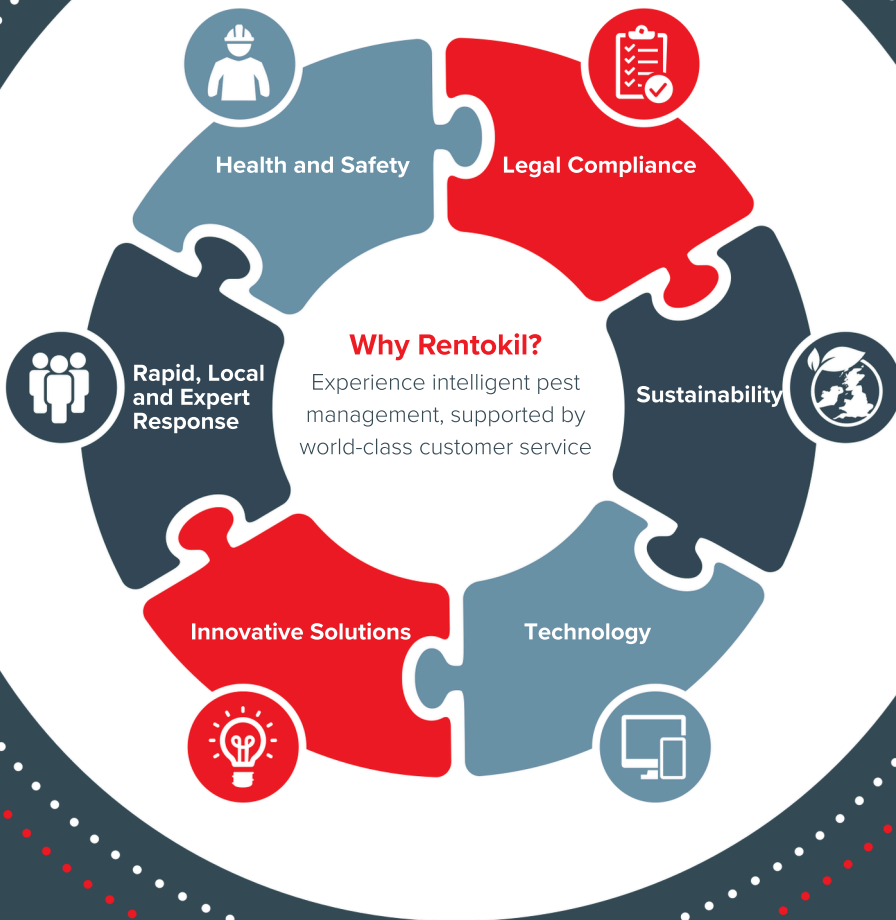 Health and Safety
Legal Compliance
Why Rentokil?
Experience intelligent pest
management, supported by
world-class customer service
Rapid, Local
and Expert
Response
Sustainability
Innovative Solutions
Technology